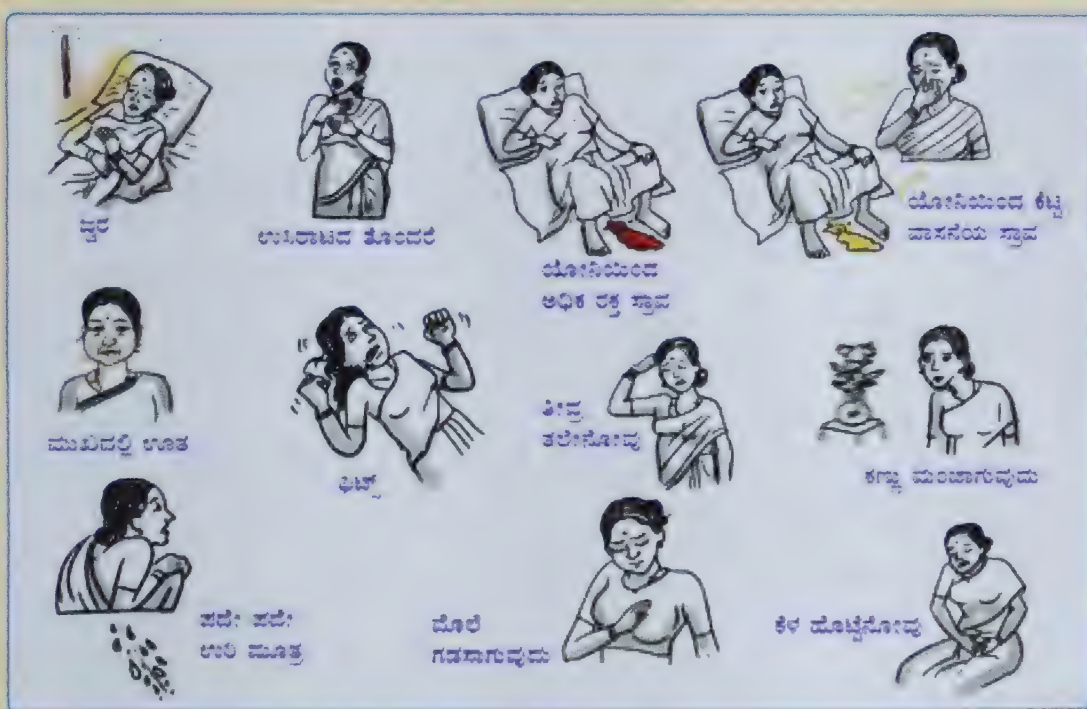 ಜ್ವರ
ಉಸಿರಾಟದ ತೊಂದರೆ
ಯೋನಿಯಿಂದ
ಅಧಿಕ ರಕ್ತ ಸ್ರಾವ
ಯೋನಿಯಿಂದ ಕೆಟ್ಟ
ವಾಸನೆಯ ಸ್ರಾವ
ಮುಖದಲ್ಲಿ ಊತ
ಫಿಟ್ಸ್
ತೀವ್ರ
ತಲೇನೋವು
ಕಣ್ಣು ಮಂಜಾಗುವುದು
ಪದೇ ಪದೇ
ಉರಿ ಮೂತ್ರ
ಮೊಲೆ
ಗಡಸಾಗುವುದು
ಕೆಳ ಹೊಟ್ಟೆನೋವು